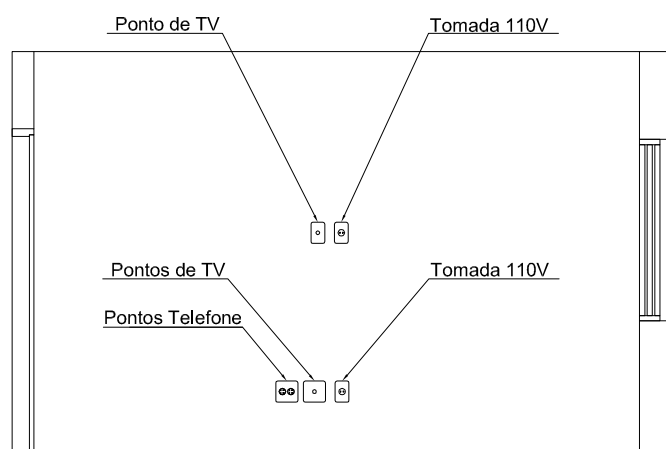 Ponto de TV
Tomada 110V
Pontos de TV
Tomada 110V
Pontos Telefone